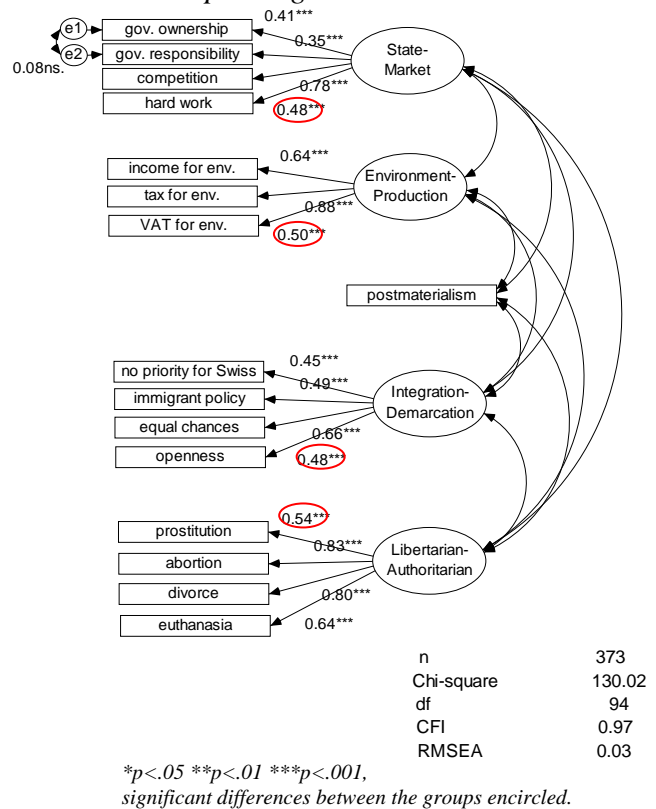 0.41***
e1
gov. ownership
0.35***
State-
Market
e2
gov. responsibility
0.08ns.
competition
0.78***
hard work
0.48***
0.64***
income for env.
Environment-
Production
tax for env.
0.88***
VAT for env.
0.50***
postmaterialism
0.45***
no priority for Swiss
0.49***
Integration-
Demarcation
immigrant policy
equal chances
0.66***
openness
0.48***
0.54***
prostitution
0.83***
Libertarian-
Authoritarian
abortion
divorce
0.80***
euthanasia
0.64***
n 373
Chi-square 130.02
df 94
CFI 0.97
RMSEA 0.03
*p<.05 **p<.01 ***p<.001,
significant differences between the groups encircled.